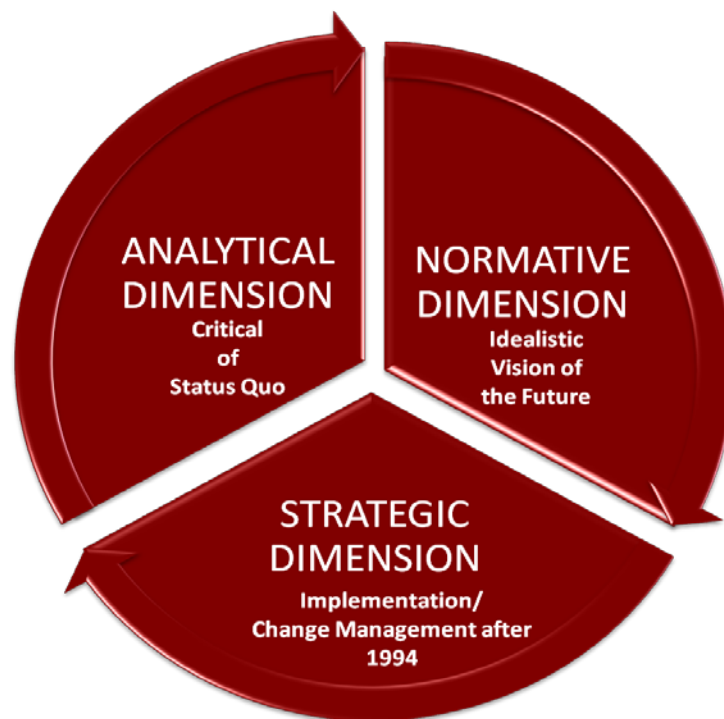 ANALYTICAL
DIMENSION
Critical
of
Status Quo
NORMATIVE
DIMENSION
Idealistic
Vision of
the Future
STRATEGIC
DIMENSION
Implementation/
Change Management after
1994